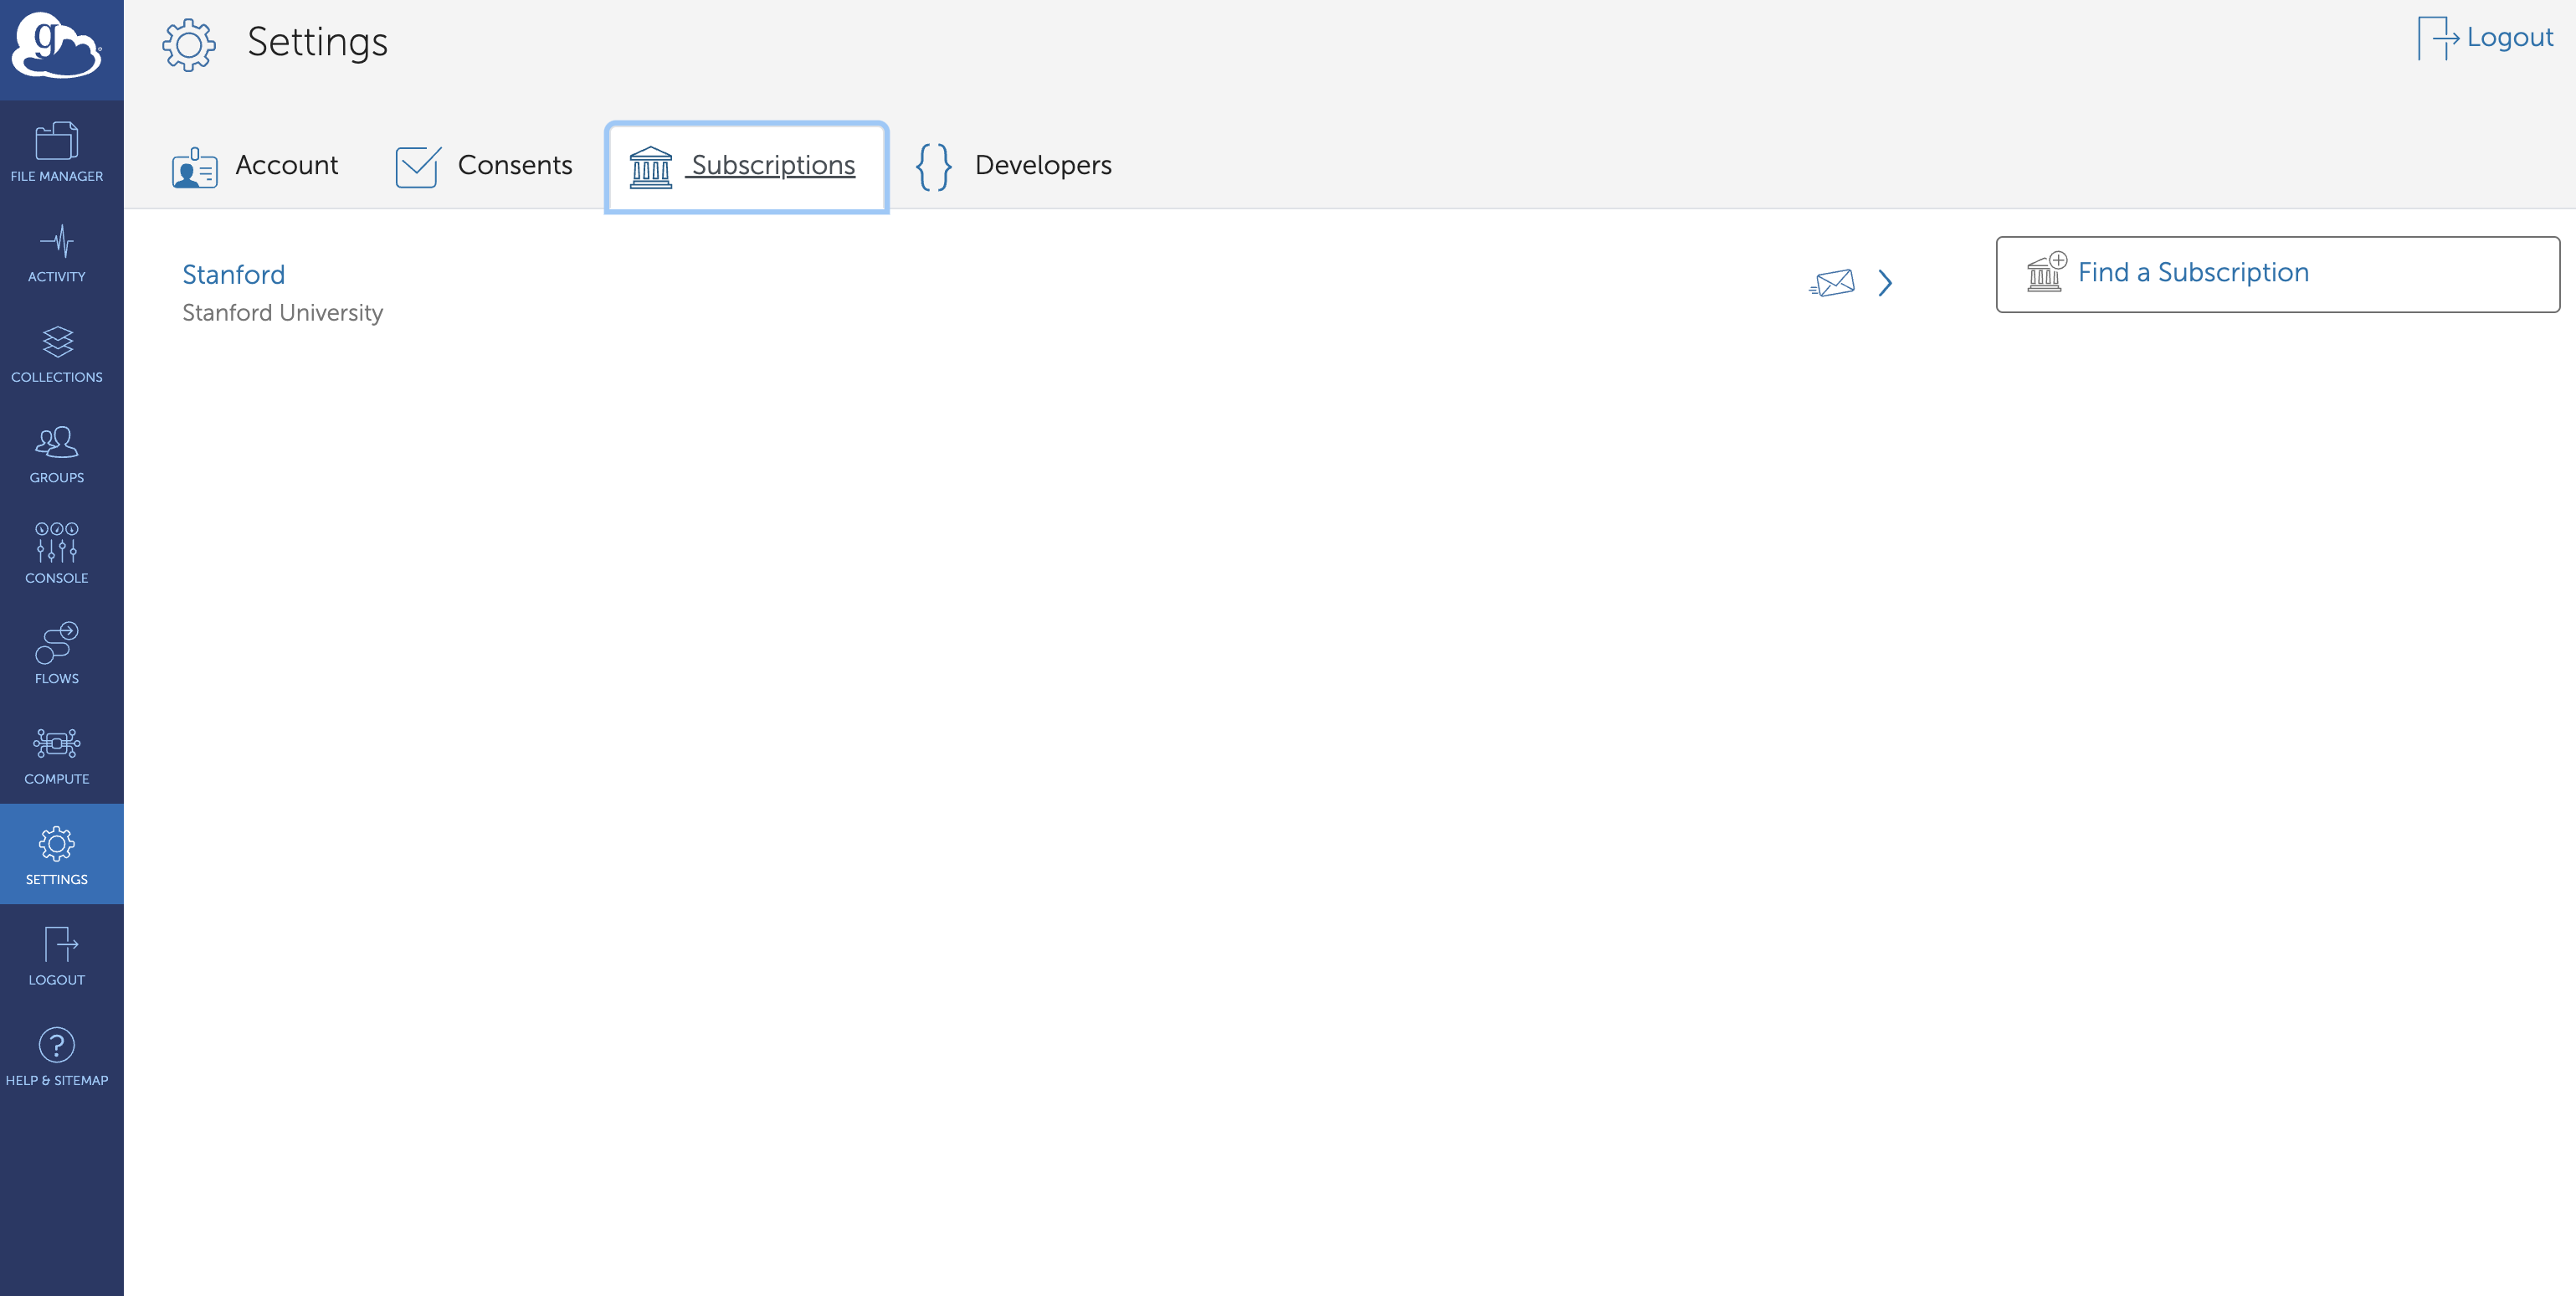 g
Settings
Logout
Account
Consents
Subscriptions
Developers
FILE MANAGER
ACTIVITY
COLLECTIONS
GROUPS
CONSOLE
FLOWS
COMPUTE
SETTINGS
LOGOUT
HELP & SITEMAP
Stanford
Stanford University
Find a Subscription